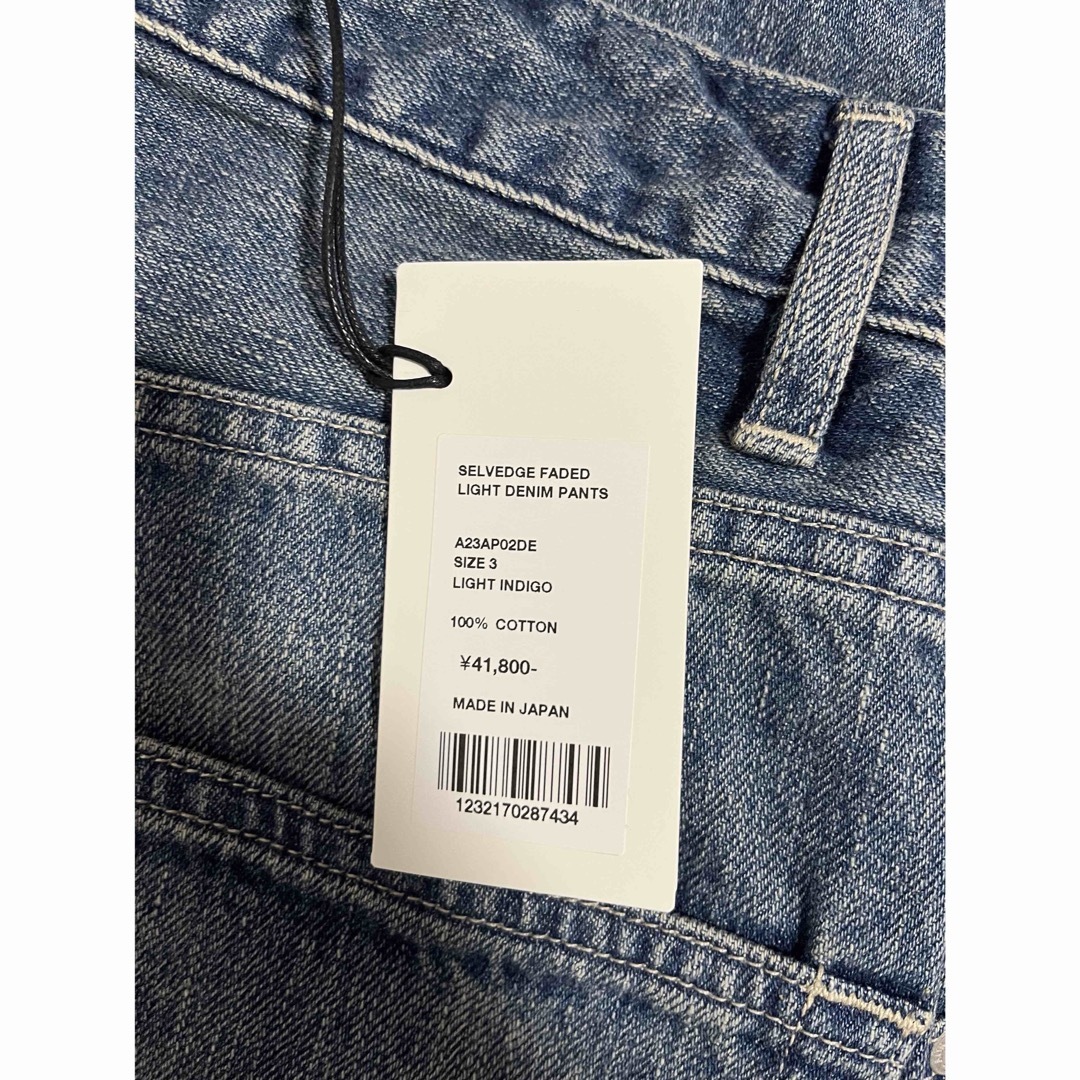 SELVEDGE FADED
LIGHT DENIM PANTS
A23AP02DE
SIZE 3
LIGHT INDIGO
100% COTTON
¥41,800-
MADE IN JAPAN
1232170287434